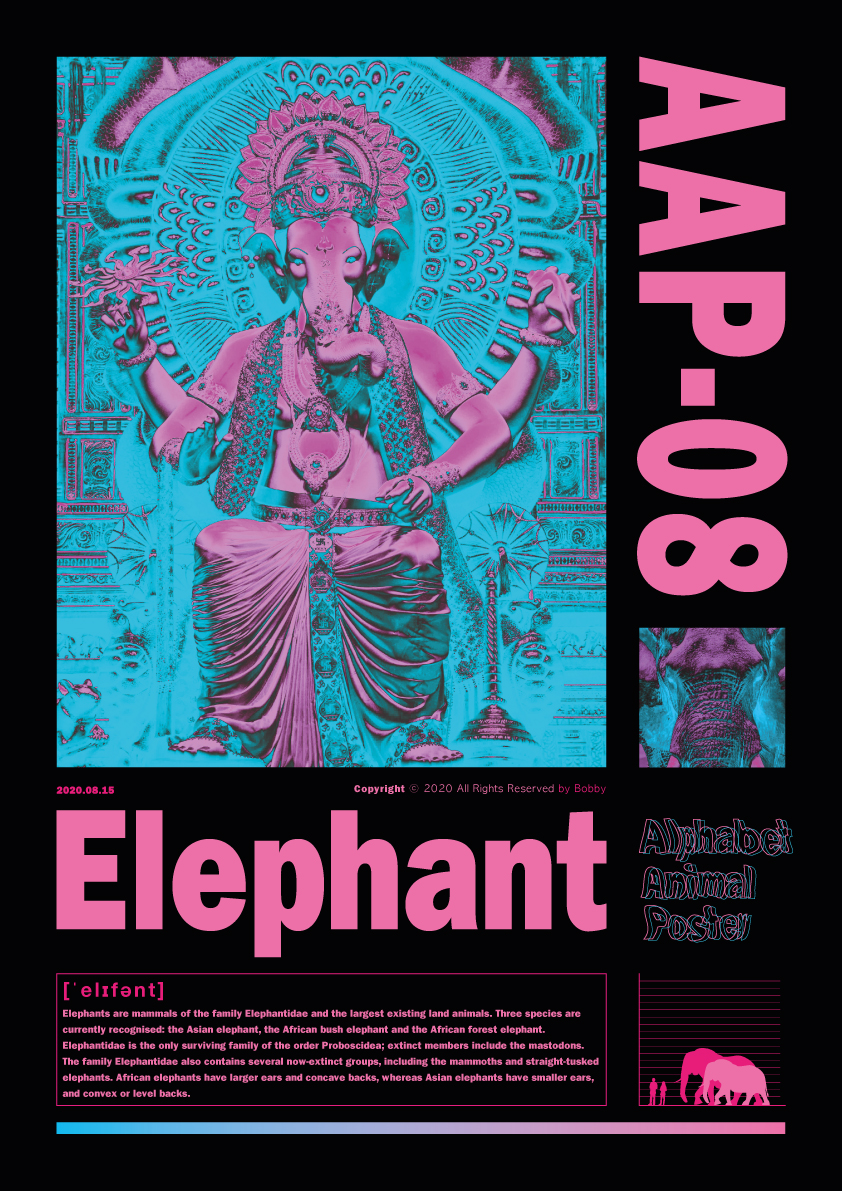 AAP-08
2020.08.15
Copyright © 2020 All Rights Reserved by Bobby
Elephant
Alphabet
Animal
Poster
[ˈelɪfənt]
Elephants are mammals of the family Elephantidae and the largest existing land animals. Three species are
currently recognised: the Asian elephant, the African bush elephant and the African forest elephant.
Elephantidae is the only surviving family of the order Proboscidea; extinct members include the mastodons.
The family Elephantidae also contains several now-extinct groups, including the mammoths and straight-tusked
elephants. African elephants have larger ears and concave backs, whereas Asian elephants have smaller ears,
and convex or level backs.